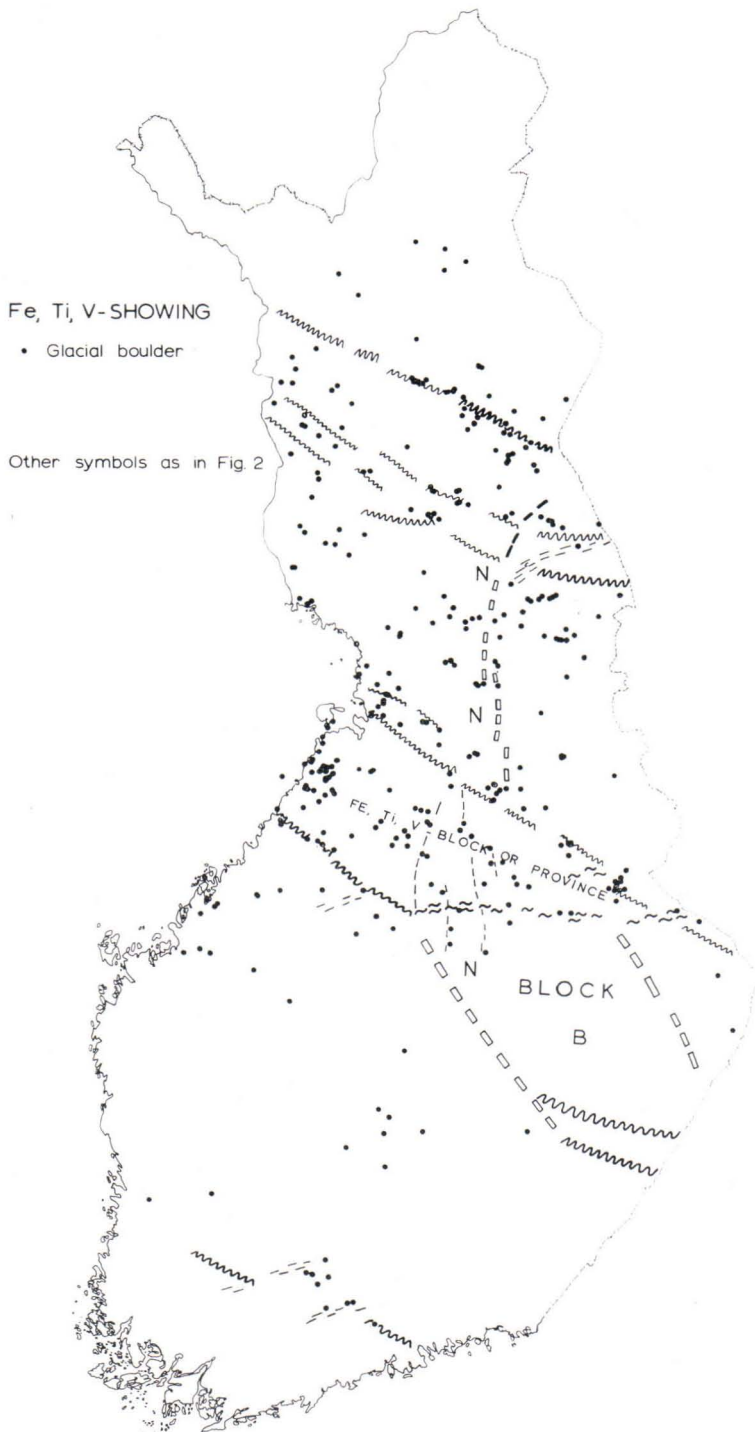 Fe, Ti, V-SHOWING
• Glacial boulder
Other symbols as in Fig. 2
N
N
FE, Ti, V - BLOCK OR PROVINCE
N
BLOCK
B